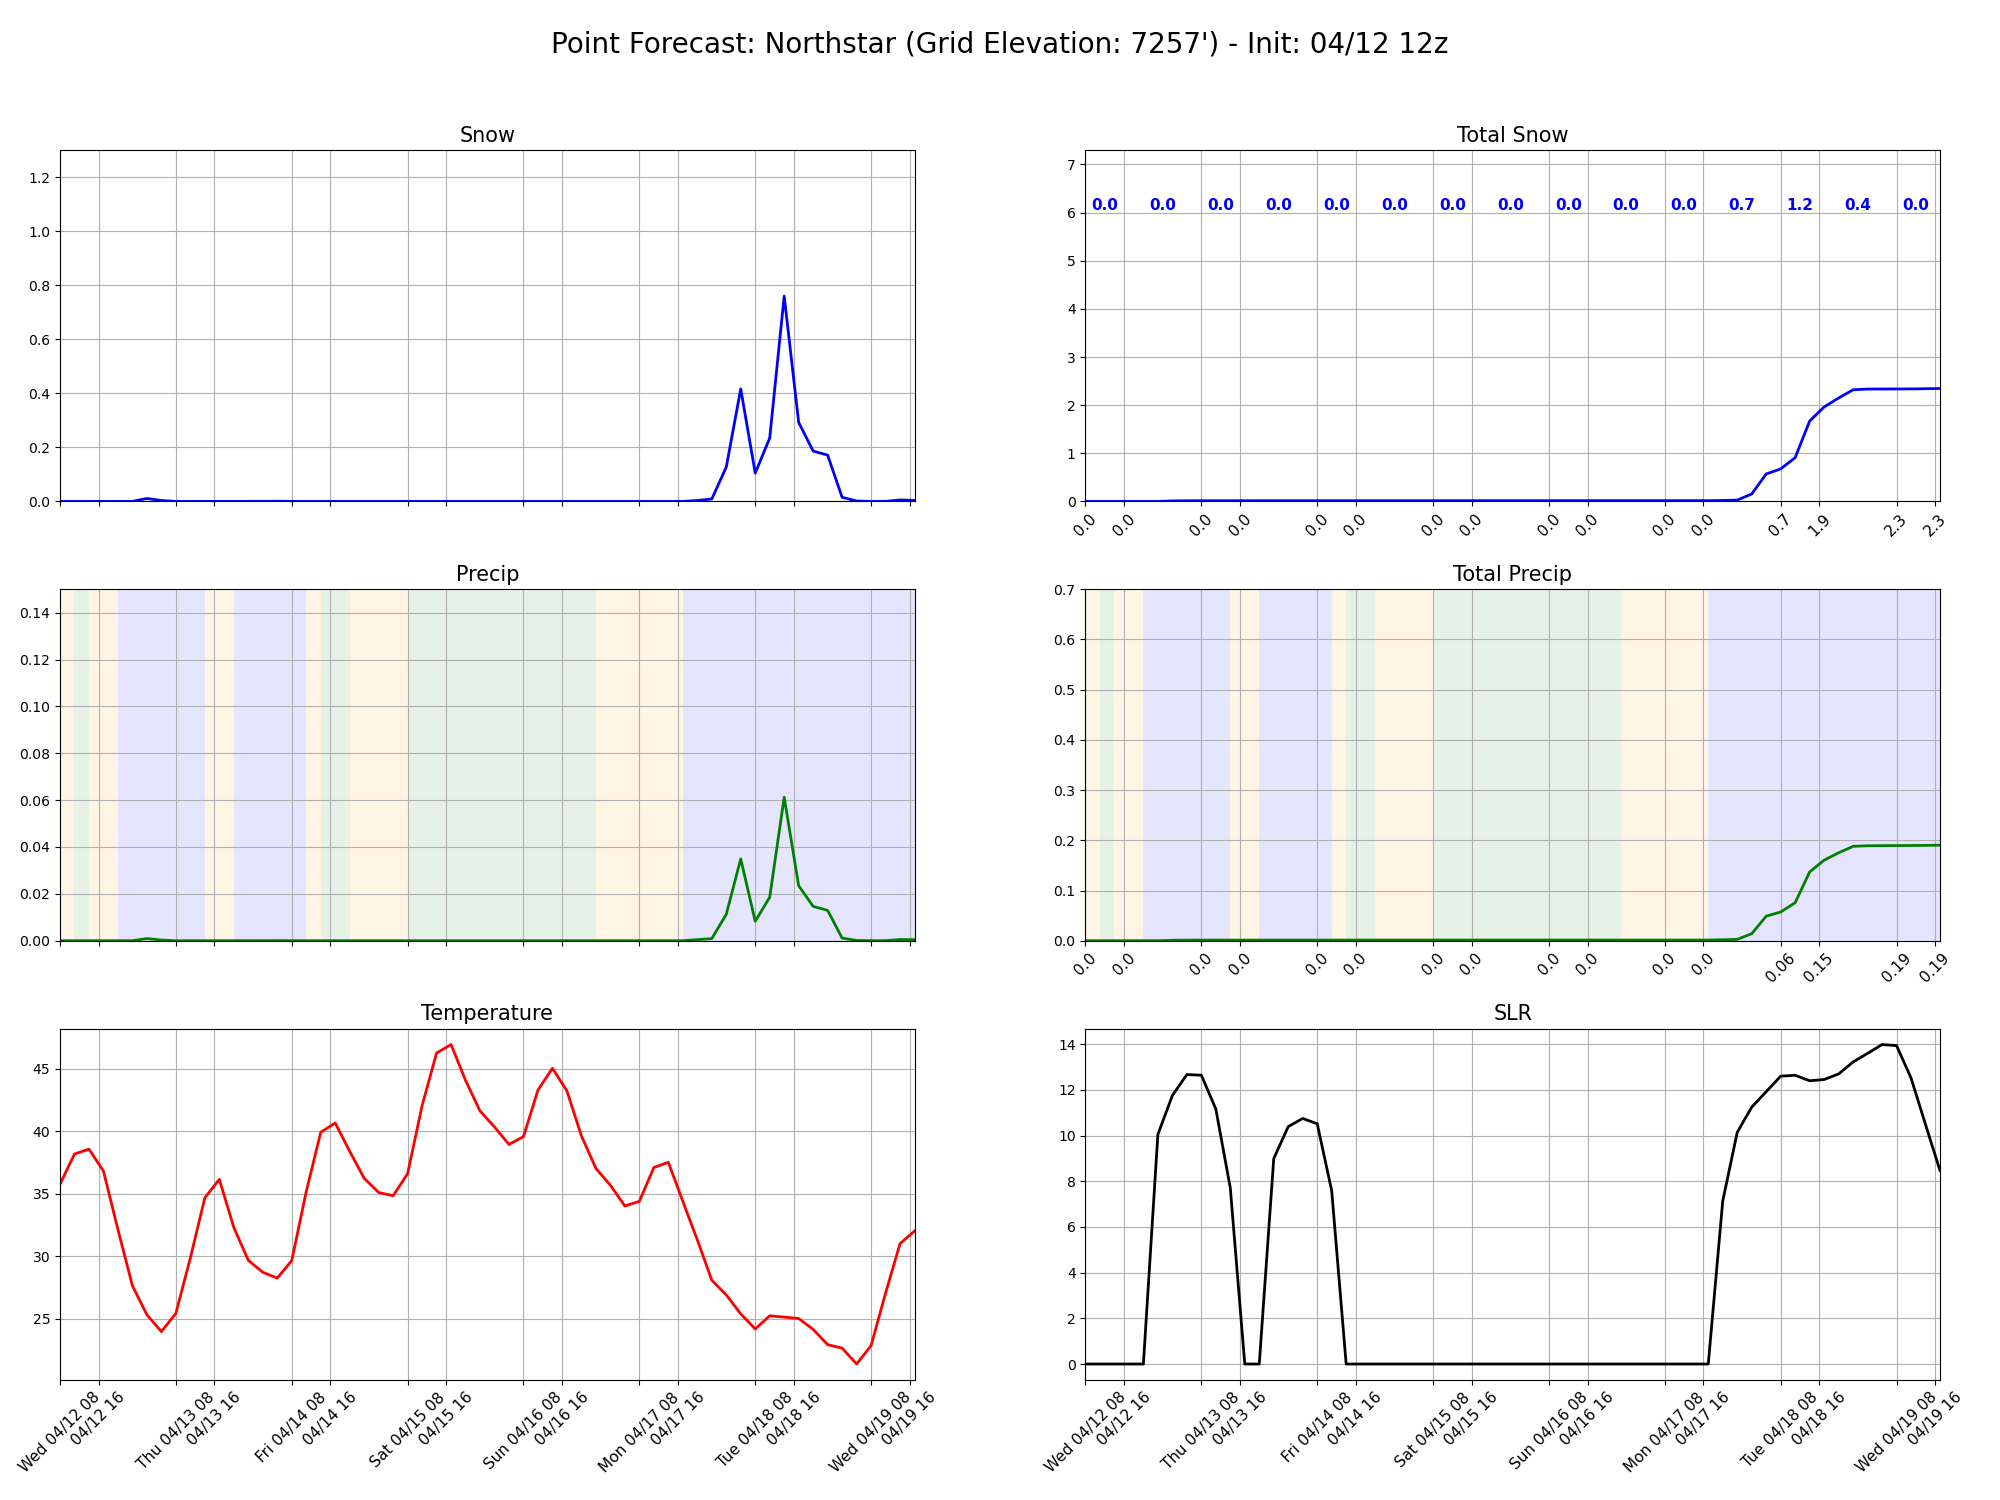 Point Forecast: Northstar (Grid Elevation: 7257') - Init: 04/12 12z
Snow
1.2
1.0
0.8
0.6
0.4
0.2
0.0
Total Snow
7
6
5
4
3
2
1
0
0.0 0.0 0.0 0.0 0.0 0.0 0.0 0.0 0.0 0.0 0.0 0.7 1.2 0.4 0.0
0.0 0.0 0.0 0.0 0.0 0.0 0.0 0.0 0.0 0.0 0.0 0.0 0.7 1.9 2.3 2.3
Precip
0.14
0.12
0.10
0.08
0.06
0.04
0.02
0.00
Total Precip
0.7
0.6
0.5
0.4
0.3
0.2
0.1
0.0
0.0 0.0 0.0 0.0 0.0 0.0 0.0 0.0 0.0 0.0 0.0 0.0 0.06 0.15 0.19 0.19
Temperature
45
40
35
30
25
Wed 04/12 08
04/12 16
Thu 04/13 08
04/13 16
Fri 04/14 08
04/14 16
Sat 04/15 08
04/15 16
Sun 04/16 08
04/16 16
Mon 04/17 08
04/17 16
Tue 04/18 08
04/18 16
Wed 04/19 08
04/19 16
SLR
14
12
10
8
6
4
2
0
Wed 04/12 08
04/12 16
Thu 04/13 08
04/13 16
Fri 04/14 08
04/14 16
Sat 04/15 08
04/15 16
Sun 04/16 08
04/16 16
Mon 04/17 08
04/17 16
Tue 04/18 08
04/18 16
Wed 04/19 08
04/19 16